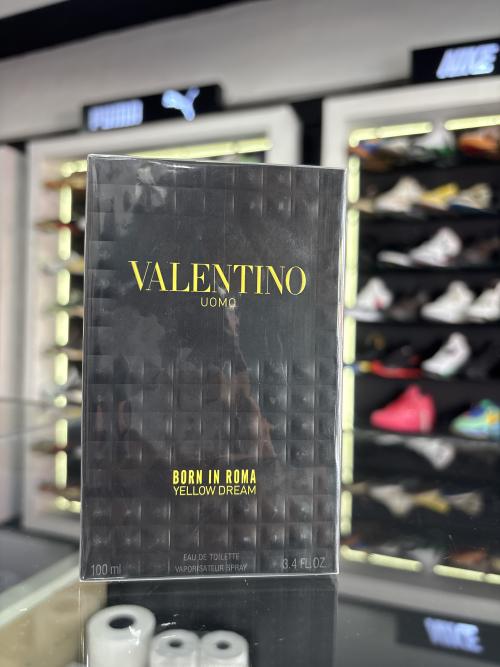 PUMA
NIKE
VALENTINO
UOMO
BORN IN ROMA
YELLOW DREAM
EAU DE TOILETTE
100 ml VAPORISATEUR SPRAY 3.4 FL.OZ.